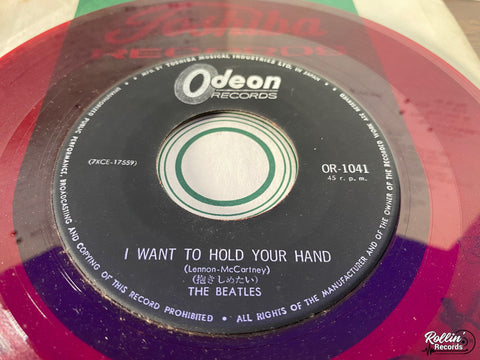 Toshiba
RECORDS
MFG. BY TOSHIBA MUSICAL INDUSTRIES LTD. IN JAPAN
Odeon
RECORDS
(7XCE-17559)
OR-1041
45 r. p. m.
I WANT TO HOLD YOUR HAND
(Lennon-McCartney)
(抱きしめたい)
THE BEATLES
UNAUTHORIZED PUBLIC PERFORMANCE, BROADCASTING AND COPYING OF THIS RECORD PROHIBITED • ALL RIGHTS OF THE MANUFACTURER AND OF THE OWNER OF THE RECORDED WORK RESERVED
Rollin'
Records